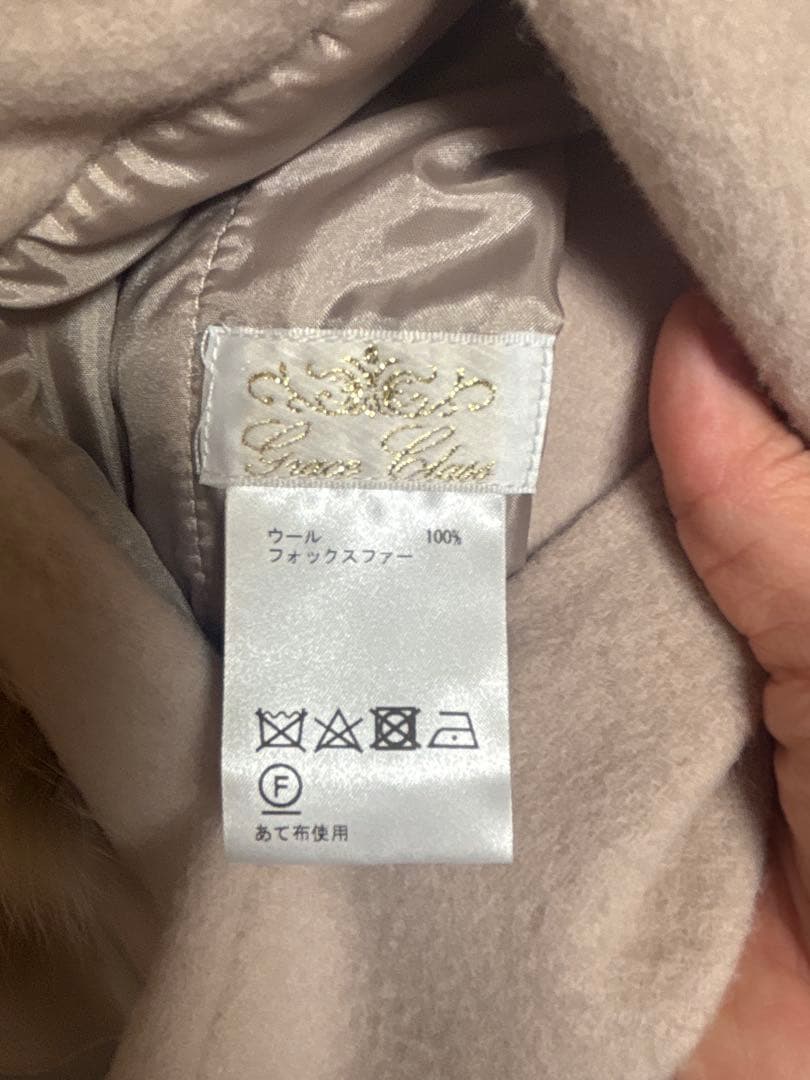 Grace Class
ウール 100%
フォックスファー
F
あて布使用